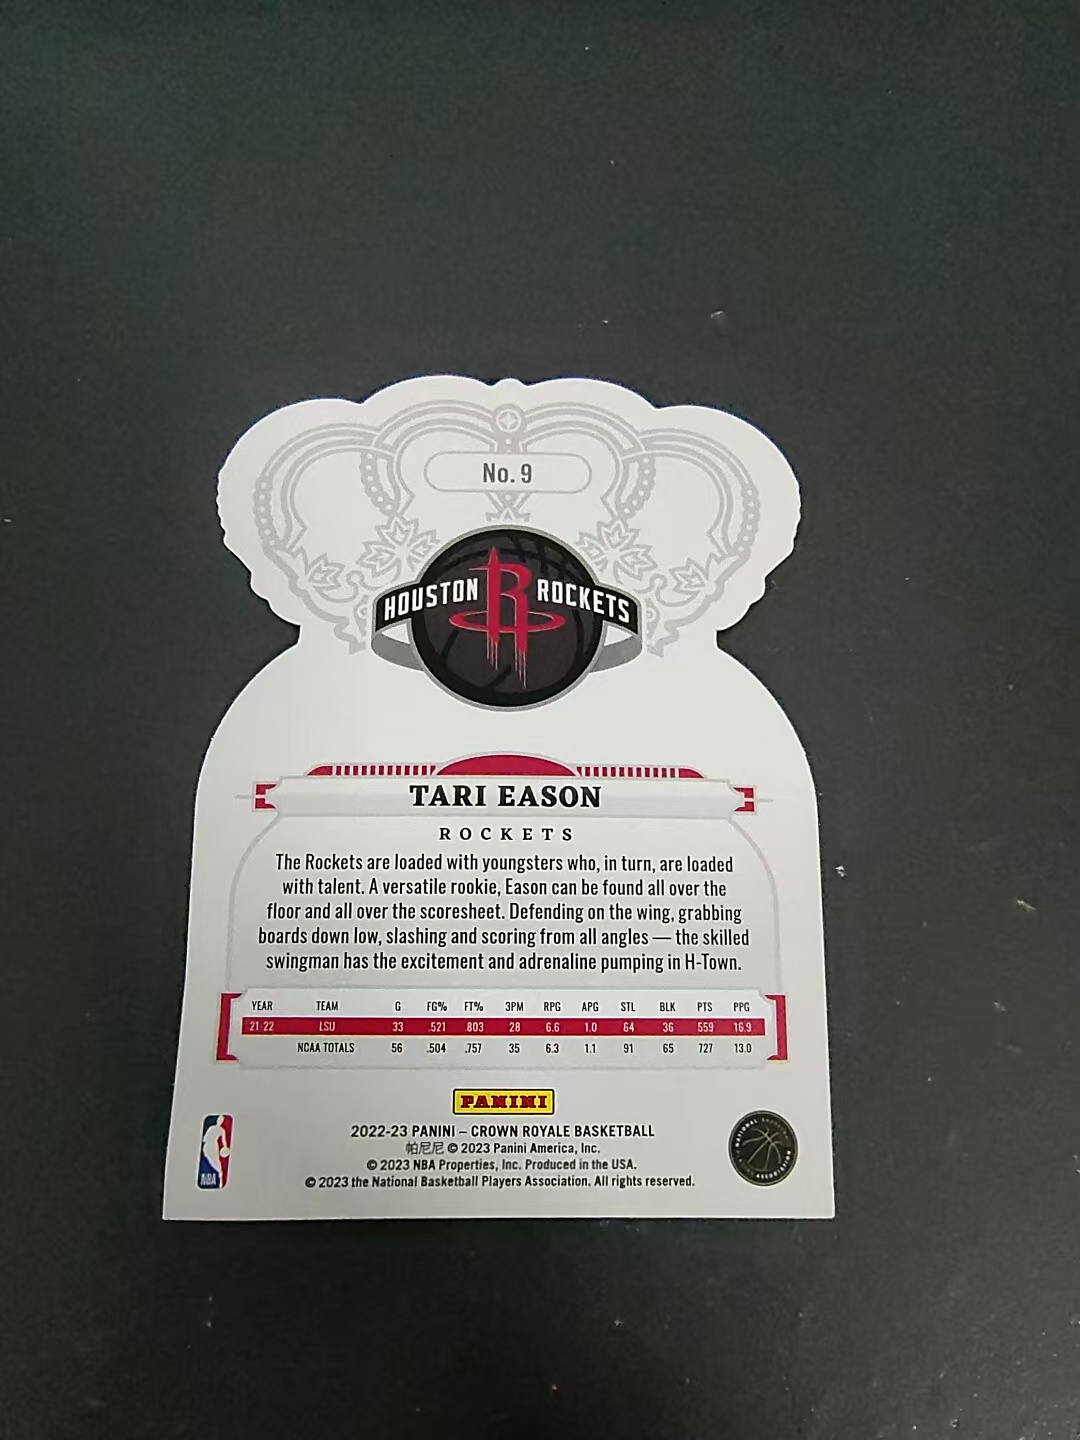 No. 9
HOUSTON ROCKETS
TARI EASON
ROCKETS
The Rockets are loaded with youngsters who, in turn, are loaded
with talent. A versatile rookie, Eason can be found all over the
floor and all over the scoresheet. Defending on the wing, grabbing
boards down low, slashing and scoring from all angles — the skilled
swingman has the excitement and adrenaline pumping in H-Town.
YEAR TEAM G FG% FT% 3PM RPG APG STL BLK PTS PPG
21-22 LSU 33 .521 .803 28 6.6 1.0 64 36 559 16.9
NCAA TOTALS 56 .504 .757 35 6.3 1.1 91 65 727 13.0
PANINI
2022-23 PANINI – CROWN ROYALE BASKETBALL
帕尼尼 © 2023 Panini America, Inc.
© 2023 NBA Properties, Inc. Produced in the USA.
© 2023 the National Basketball Players Association. All rights reserved.
NBA
NATIONAL
ASSOCIATION